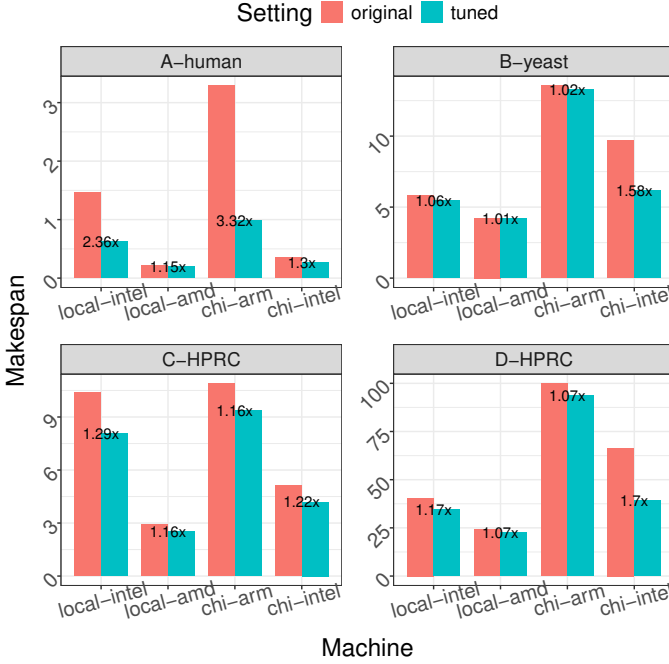 Setting original tuned
A−human
B−yeast
Makespan
3
2
1
0
2.36x
1.15x
3.32x
1.3x
local−intel
local−amd
chi−arm
chi−intel
10
5
0
1.06x
1.01x
1.02x
1.58x
local−intel
local−amd
chi−arm
chi−intel
C−HPRC
D−HPRC
9
6
3
0
1.29x
1.16x
1.16x
1.22x
local−intel
local−amd
chi−arm
chi−intel
100
75
50
25
0
1.17x
1.07x
1.07x
1.7x
local−intel
local−amd
chi−arm
chi−intel
Machine